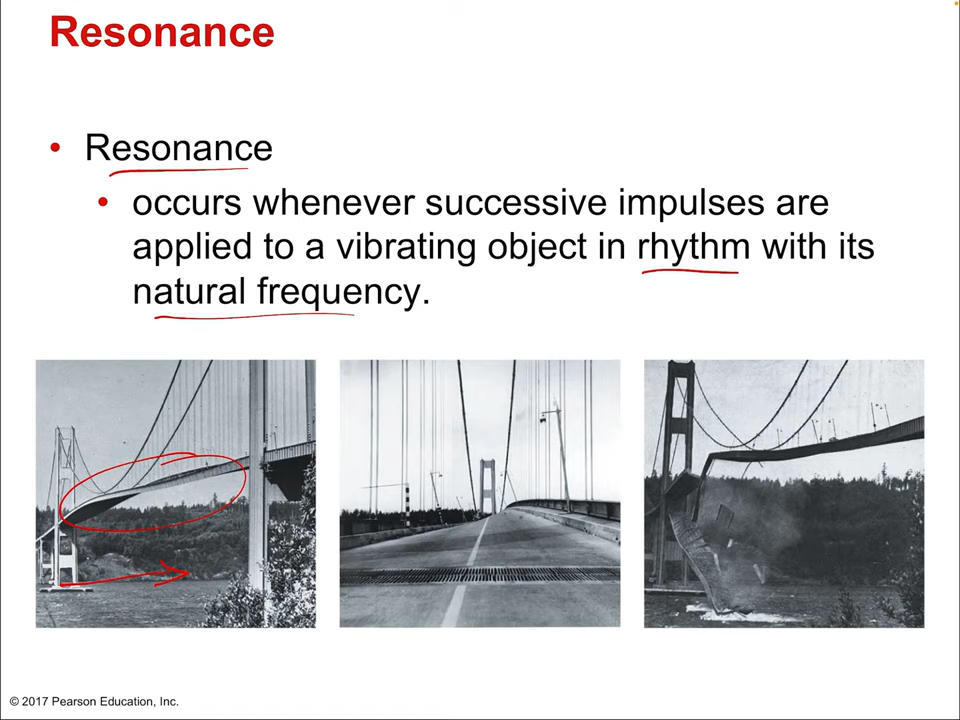 Resonance
• Resonance
• occurs whenever successive impulses are
applied to a vibrating object in rhythm with its
natural frequency.
© 2017 Pearson Education, Inc.